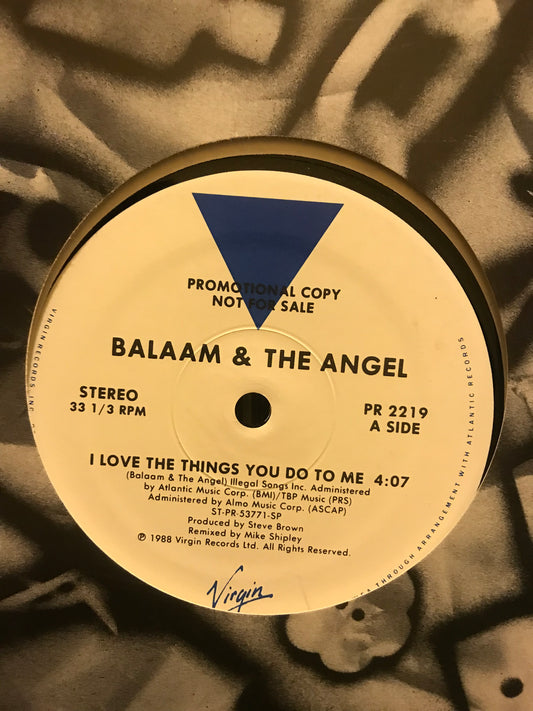 PROMOTIONAL COPY
NOT FOR SALE
BALAAM & THE ANGEL
STEREO
33 1/3 RPM
PR 2219
A SIDE
I LOVE THE THINGS YOU DO TO ME 4:07
(Balaam & The Angel) Illegal Songs Inc. Administered
by Atlantic Music Corp. (BMI)/TBP Music (PRS)
Administered by Almo Music Corp. (ASCAP)
ST-PR-53771-SP
Produced by Steve Brown
Remixed by Mike Shipley
℗ 1988 Virgin Records Ltd. All Rights Reserved.
Virgin
VIRGIN RECORDS, INC.
THROUGH ARRANGEMENT WITH ATLANTIC RECORDS